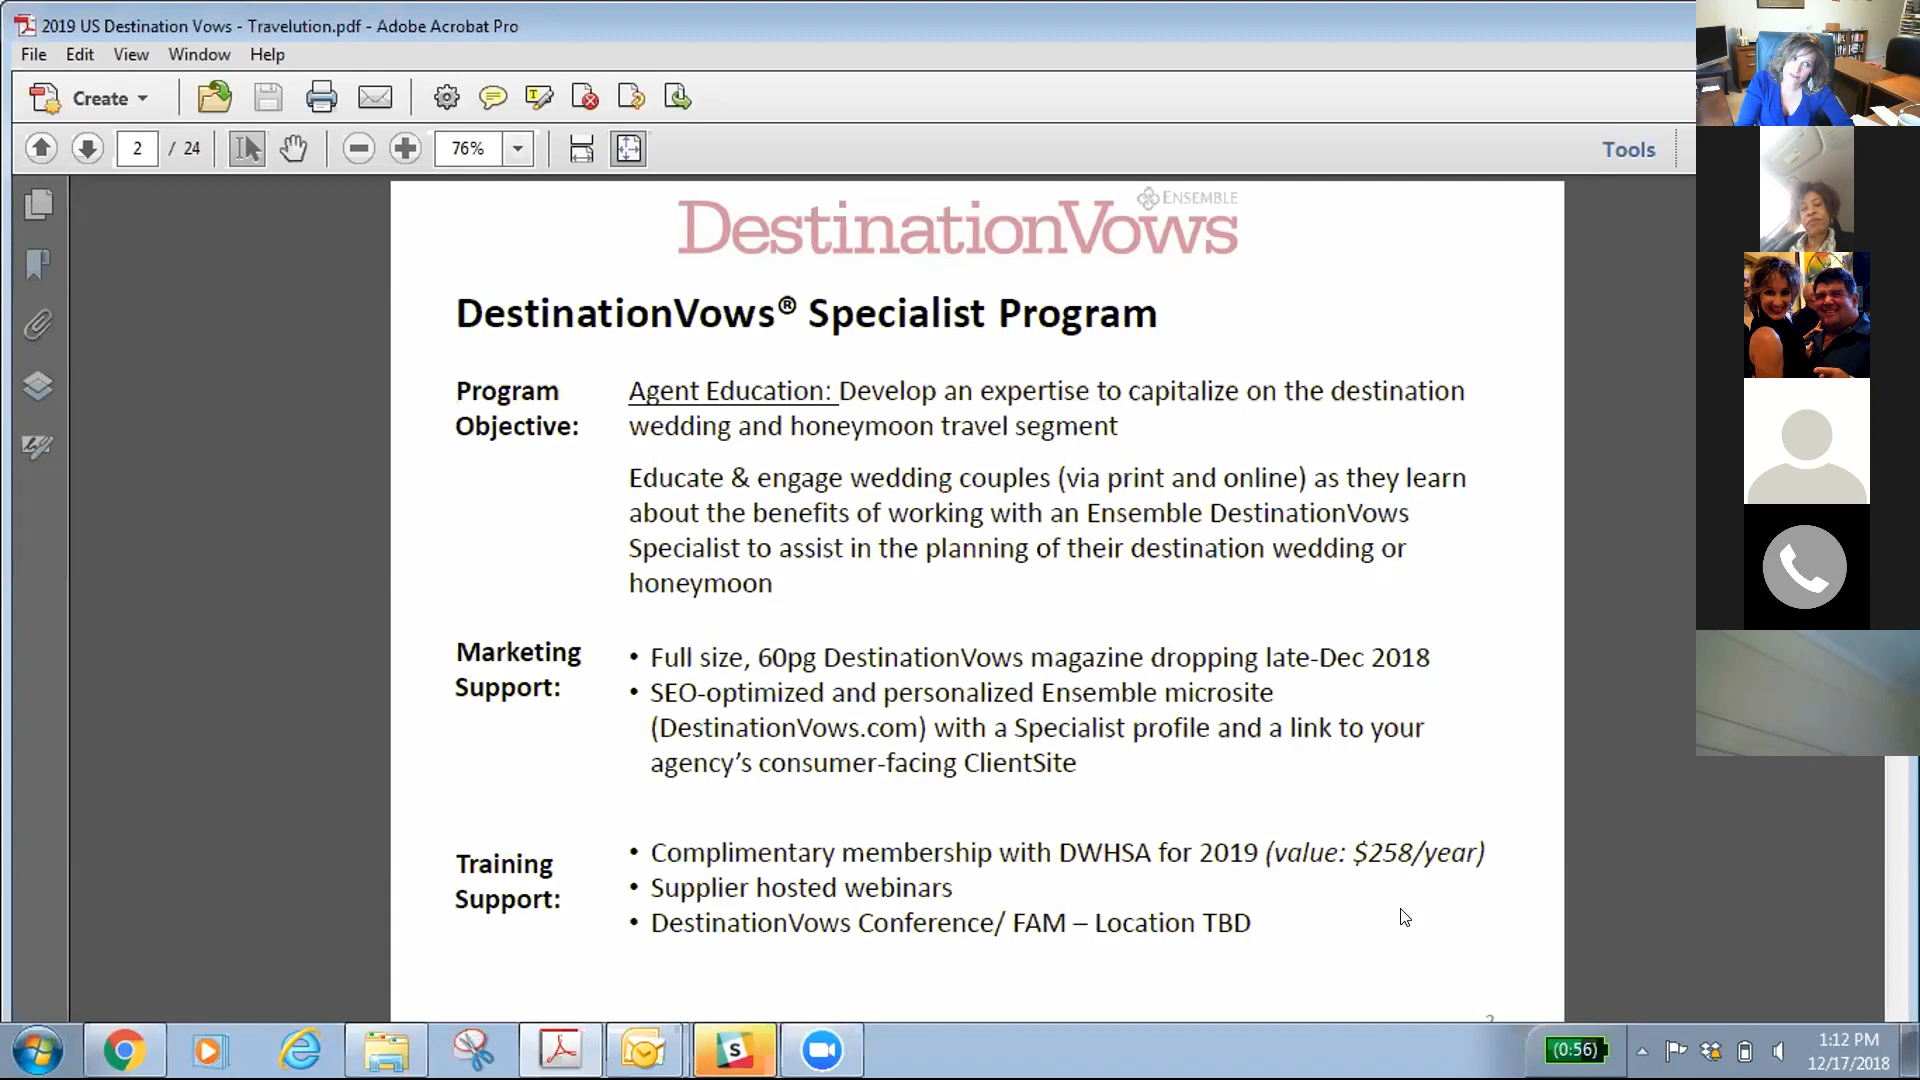 2019 US Destination Vows - Travelution.pdf - Adobe Acrobat Pro
File Edit View Window Help
Create
2 / 24 76% Tools
ENSEMBLE
DestinationVows
DestinationVows® Specialist Program
Program Objective:
Agent Education: Develop an expertise to capitalize on the destination
wedding and honeymoon travel segment
Educate & engage wedding couples (via print and online) as they learn
about the benefits of working with an Ensemble DestinationVows
Specialist to assist in the planning of their destination wedding or
honeymoon
Marketing Support:
• Full size, 60pg DestinationVows magazine dropping late-Dec 2018
• SEO-optimized and personalized Ensemble microsite
(DestinationVows.com) with a Specialist profile and a link to your
agency’s consumer-facing ClientSite
Training Support:
• Complimentary membership with DWHSA for 2019 (value: $258/year)
• Supplier hosted webinars
• DestinationVows Conference/ FAM – Location TBD
(0:56)
1:12 PM
12/17/2018